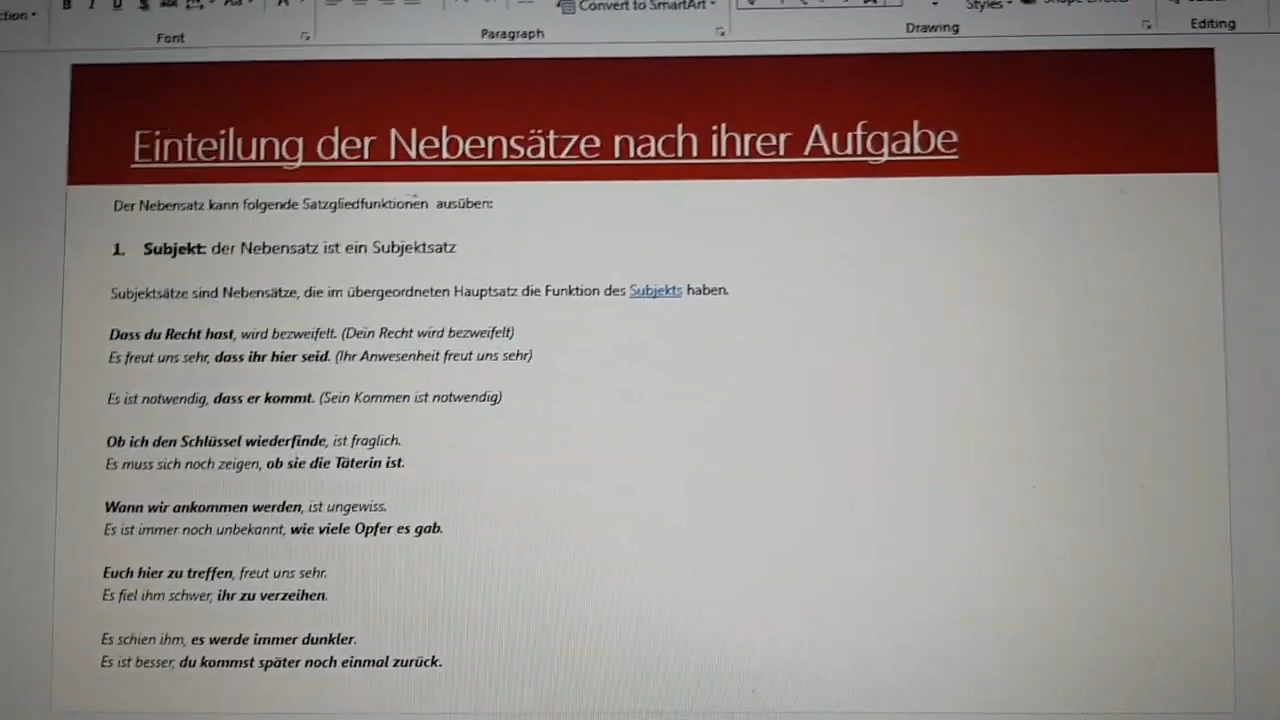 Convert to SmartArt
Styles
Font
Paragraph
Drawing
Editing
Einteilung der Nebensätze nach ihrer Aufgabe
Der Nebensatz kann folgende Satzgliedfunktionen ausüben:
1. Subjekt: der Nebensatz ist ein Subjektsatz
Subjektsätze sind Nebensätze, die im übergeordneten Hauptsatz die Funktion des Subjekts haben.
Dass du Recht hast, wird bezweifelt. (Dein Recht wird bezweifelt)
Es freut uns sehr, dass ihr hier seid. (Ihr Anwesenheit freut uns sehr)
Es ist notwendig, dass er kommt. (Sein Kommen ist notwendig)
Ob ich den Schlüssel wiederfinde, ist fraglich.
Es muss sich noch zeigen, ob sie die Täterin ist.
Wann wir ankommen werden, ist ungewiss.
Es ist immer noch unbekannt, wie viele Opfer es gab.
Euch hier zu treffen, freut uns sehr.
Es fiel ihm schwer, ihr zu verzeihen.
Es schien ihm, es werde immer dunkler.
Es ist besser, du kommst später noch einmal zurück.